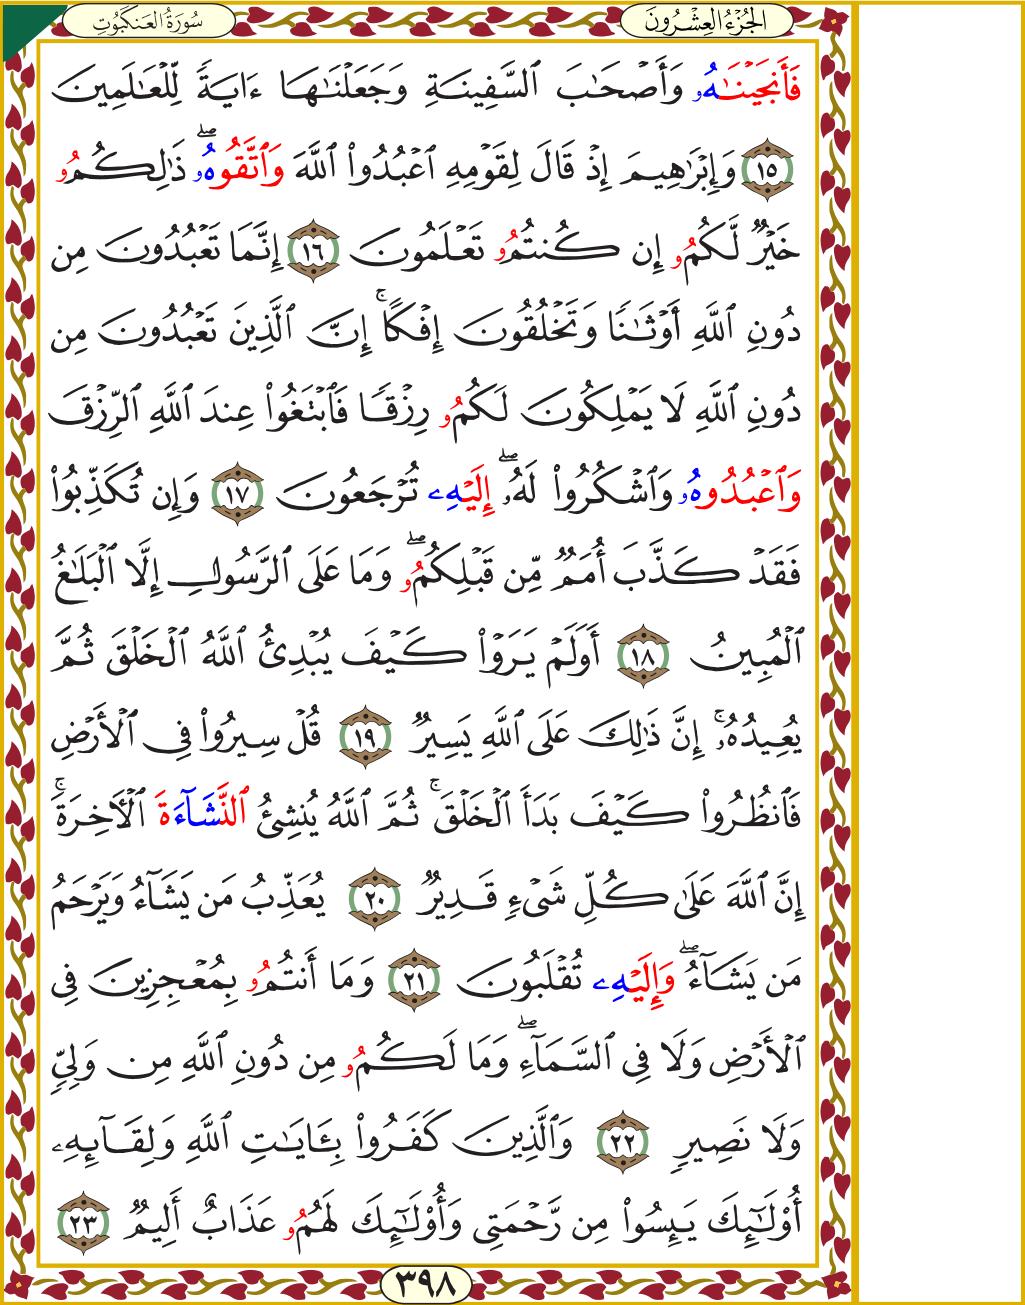 الجُزْءُ العِشْرُونَ
سُورَةُ العَنكَبُوتِ
فَأَنجَيْنَٰهُۥ وَأَصْحَٰبَ ٱلسَّفِينَةِ وَجَعَلْنَٰهَا ءَايَةً لِّلْعَٰلَمِينَ
١٥ وَإِبْرَٰهِيمَ إِذْ قَالَ لِقَوْمِهِ ٱعْبُدُوا۟ ٱللَّهَ وَٱتَّقُوهُۥۖ ذَٰلِكُمُۥ
خَيْرٌ لَّكُمُۥ إِن كُنتُمُۥ تَعْلَمُونَ ١٦ إِنَّمَا تَعْبُدُونَ مِن
دُونِ ٱللَّهِ أَوْثَٰنًا وَتَخْلُقُونَ إِفْكًاۚ إِنَّ ٱلَّذِينَ تَعْبُدُونَ مِن
دُونِ ٱللَّهِ لَا يَمْلِكُونَ لَكُمُۥ رِزْقًا فَٱبْتَغُوا۟ عِندَ ٱللَّهِ ٱلرِّزْقَ
وَٱعْبُدُوهُۥ وَٱشْكُرُوا۟ لَهُۥۖ إِلَيْهِۦ تُرْجَعُونَ ١٧ وَإِن تُكَذِّبُوا۟
فَقَدْ كَذَّبَ أُمَمٌ مِّن قَبْلِكُمُۥۖ وَمَا عَلَى ٱلرَّسُولِ إِلَّا ٱلْبَلَٰغُ
ٱلْمُبِينُ ١٨ أَوَلَمْ يَرَوْا۟ كَيْفَ يُبْدِئُ ٱللَّهُ ٱلْخَلْقَ ثُمَّ
يُعِيدُهُۥٓۚ إِنَّ ذَٰلِكَ عَلَى ٱللَّهِ يَسِيرٌ ١٩ قُلْ سِيرُوا۟ فِي ٱلْأَرْضِ
فَٱنظُرُوا۟ كَيْفَ بَدَأَ ٱلْخَلْقَۚ ثُمَّ ٱللَّهُ يُنشِئُ ٱلنَّشَآءَةَ ٱلْأَخِرَةَۚ
إِنَّ ٱللَّهَ عَلَىٰ كُلِّ شَىْءٍ قَدِيرٌ ٢٠ يُعَذِّبُ مَن يَشَآءُ وَيَرْحَمُ
مَن يَشَآءُۖ وَإِلَيْهِۦ تُقْلَبُونَ ٢١ وَمَا أَنتُمُۥ بِمُعْجِزِينَ فِي
ٱلْأَرْضِ وَلَا فِي ٱلسَّمَآءِۖ وَمَا لَكُمُۥ مِن دُونِ ٱللَّهِ مِن وَلِيٍّ
وَلَا نَصِيرٍ ٢٢ وَٱلَّذِينَ كَفَرُوا۟ بِـَٔايَٰتِ ٱللَّهِ وَلِقَآئِهِۦ
أُو۟لَٰٓئِكَ يَئِسُوا۟ مِن رَّحْمَتِي وَأُو۟لَٰٓئِكَ لَهُمُۥ عَذَابٌ أَلِيمٌ ٢٣
٣٩٨